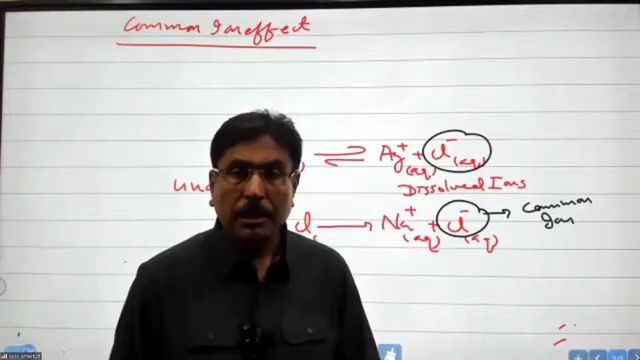 Common Ion effect
Ag⁺(aq) + Cl⁻(aq)
Dissolved Ions
Na⁺(aq) + Cl⁻(aq) → Common
Ion